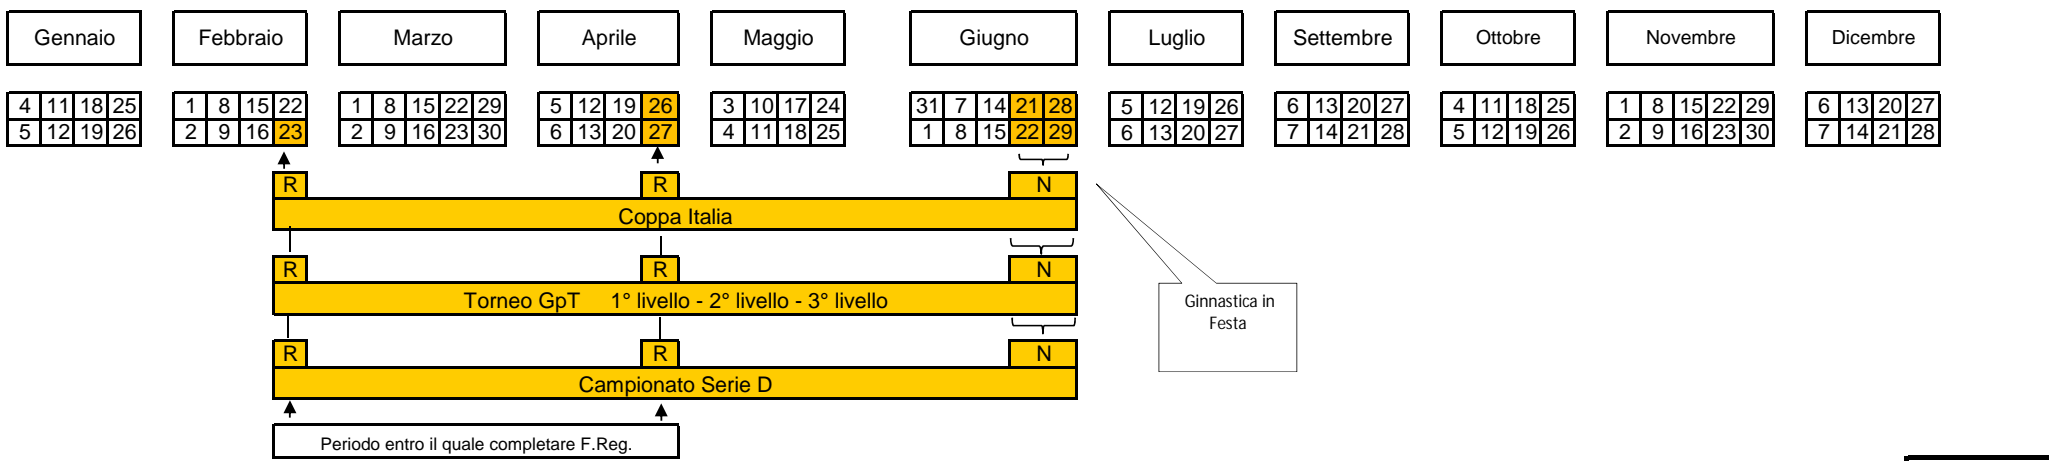 Gennaio Febbraio Marzo Aprile Maggio Giugno Luglio Settembre Ottobre Novembre Dicembre
4 11 18 25 1 8 15 22 1 8 15 22 29 5 12 19 26 3 10 17 24 31 7 14 21 28 5 12 19 26 6 13 20 27 4 11 18 25 1 8 15 22 29 6 13 20 27
5 12 19 26 2 9 16 23 2 9 16 23 30 6 13 20 27 4 11 18 25 1 8 15 22 29 6 13 20 27 7 14 21 28 5 12 19 26 2 9 16 23 30 7 14 21 28
R R N
Coppa Italia
R R N
Torneo GpT 1° livello - 2° livello - 3° livello
Ginnastica in
Festa
R R N
Campionato Serie D
Periodo entro il quale completare F.Reg.